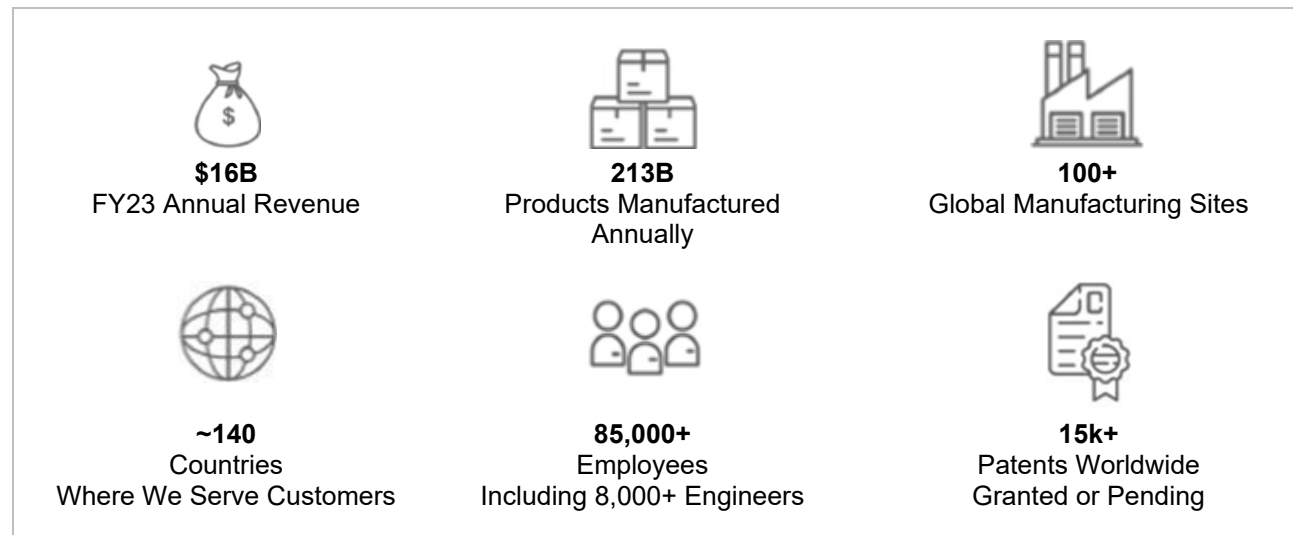 $
$16B
FY23 Annual Revenue
213B
Products Manufactured
Annually
100+
Global Manufacturing Sites
~140
Countries
Where We Serve Customers
85,000+
Employees
Including 8,000+ Engineers
C
15k+
Patents Worldwide
Granted or Pending